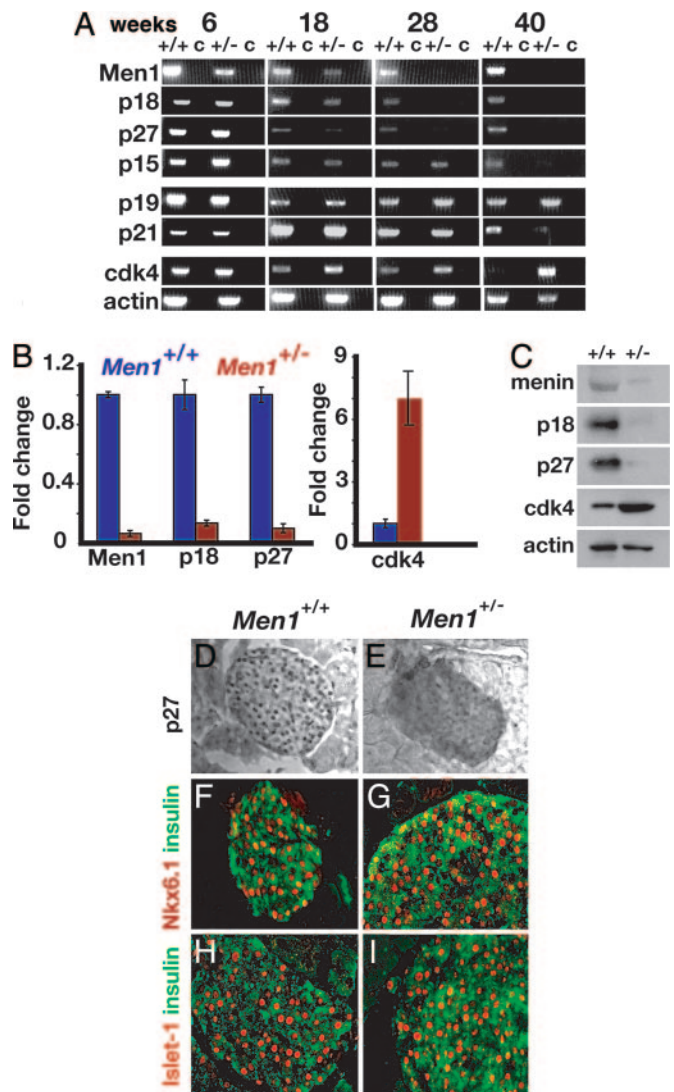 A weeks 6 18 28 40
+/+ c +/- c +/+ c +/- c +/+ c +/- c +/+ c +/- c
Men1
p18
p27
p15
p19
p21
cdk4
actin
B
Men1+/+ Men1+/-
Fold change
1.2
0.8
0.4
0
Men1 p18 p27
Fold change
9
6
3
0
cdk4
C
+/+ +/-
menin
p18
p27
cdk4
actin
Men1+/+ Men1+/-
p27
D E
Nkx6.1 insulin
F G
Islet-1 insulin
H I